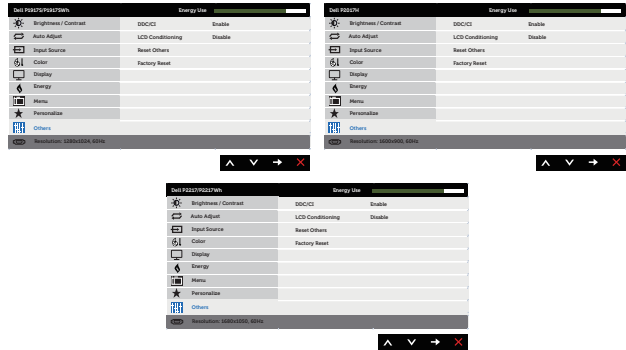 Dell P1917S/P1917SWh Energy Use
Brightness / Contrast DDC/CI Enable
Auto Adjust LCD Conditioning Disable
Input Source Reset Others
Color Factory Reset
Display
Energy
Menu
Personalize
Others
Resolution: 1280x1024, 60Hz
Dell P2017H Energy Use
Brightness / Contrast DDC/CI Enable
Auto Adjust LCD Conditioning Disable
Input Source Reset Others
Color Factory Reset
Display
Energy
Menu
Personalize
Others
Resolution: 1600x900, 60Hz
Dell P2217/P2217Wh Energy Use
Brightness / Contrast DDC/CI Enable
Auto Adjust LCD Conditioning Disable
Input Source Reset Others
Color Factory Reset
Display
Energy
Menu
Personalize
Others
Resolution: 1680x1050, 60Hz